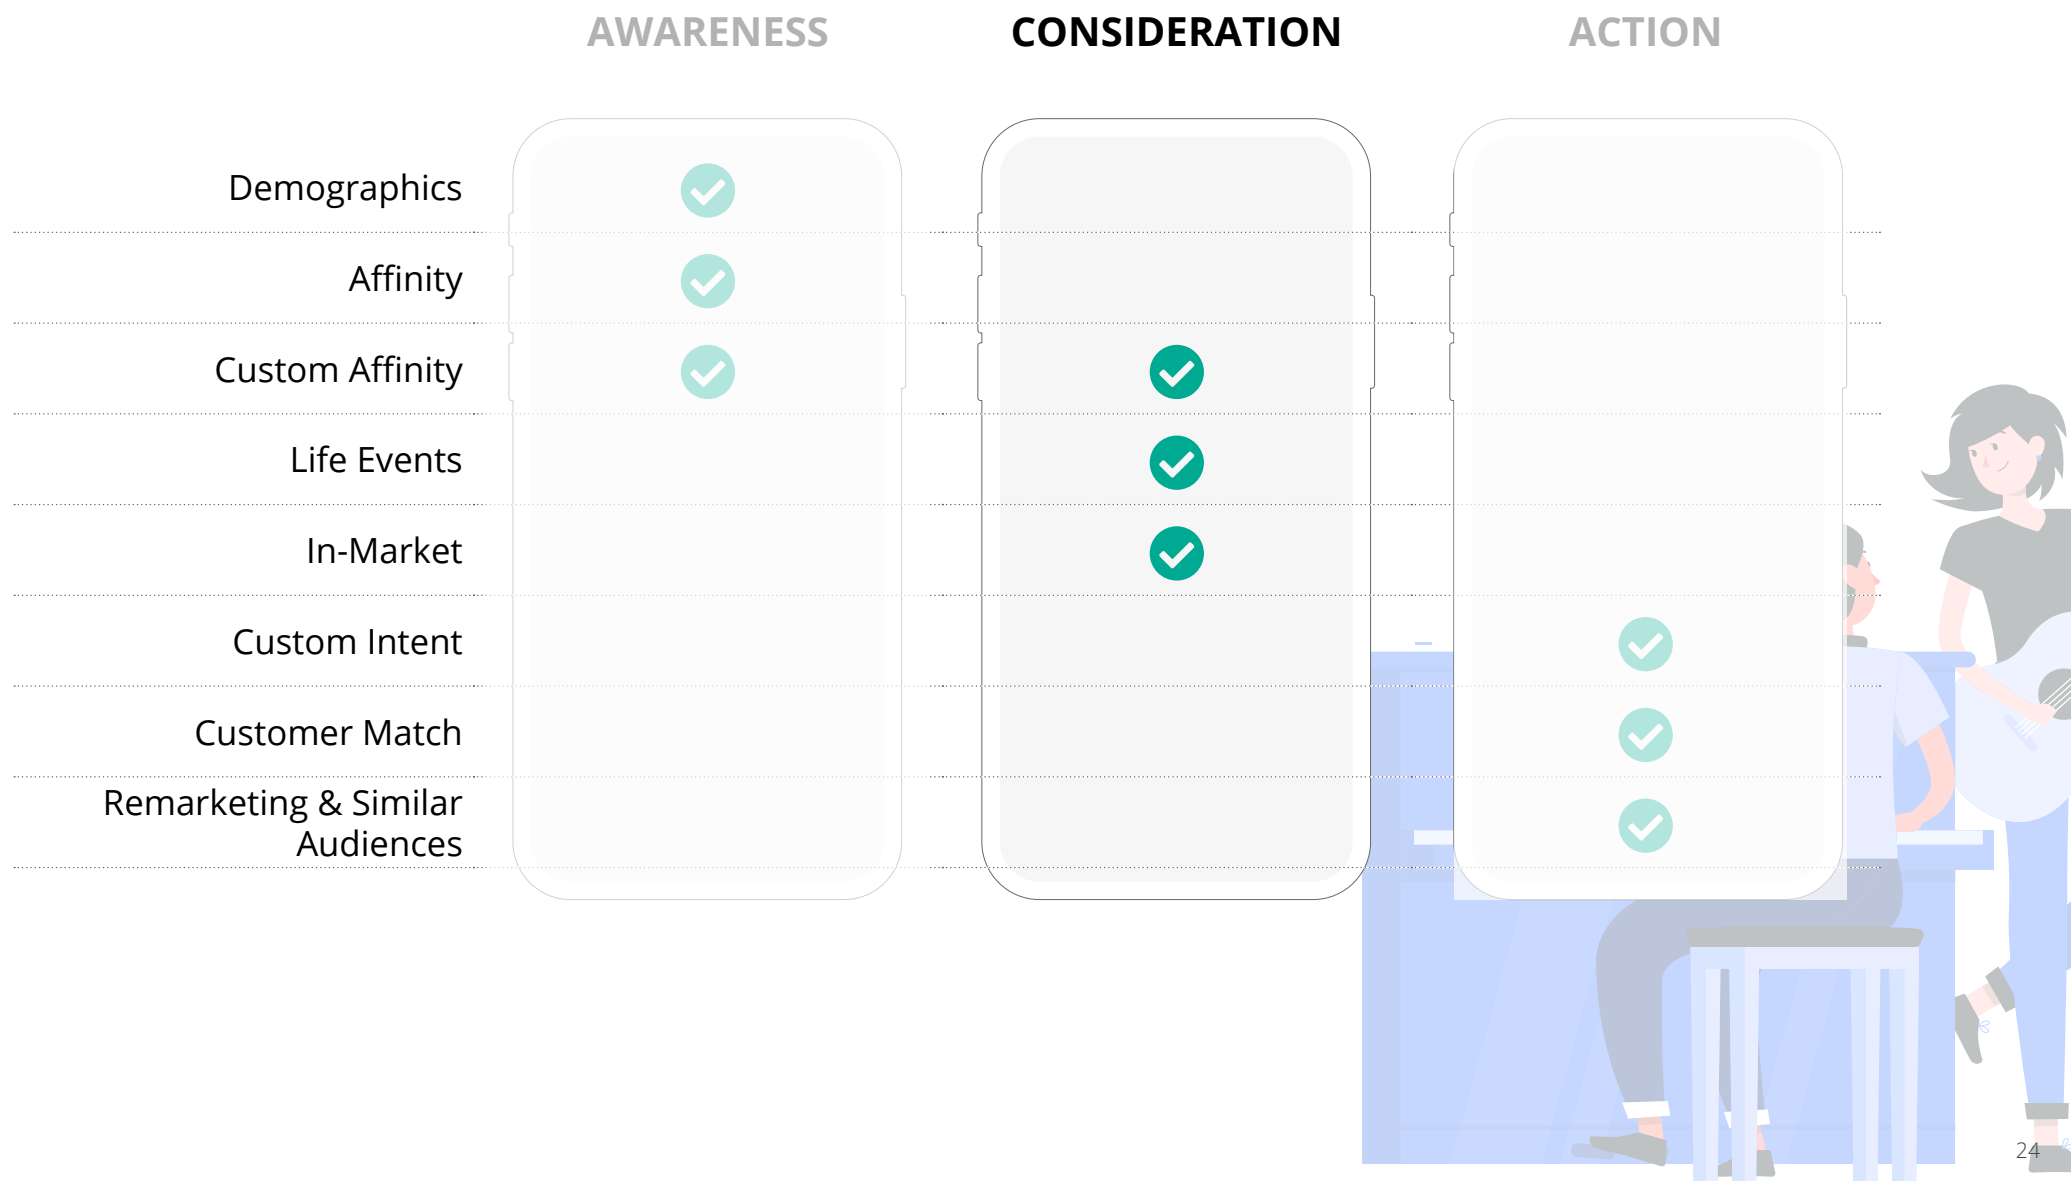 AWARENESS CONSIDERATION ACTION
Demographics
Affinity
Custom Affinity
Life Events
In-Market
Custom Intent
Customer Match
Remarketing & Similar
Audiences
24